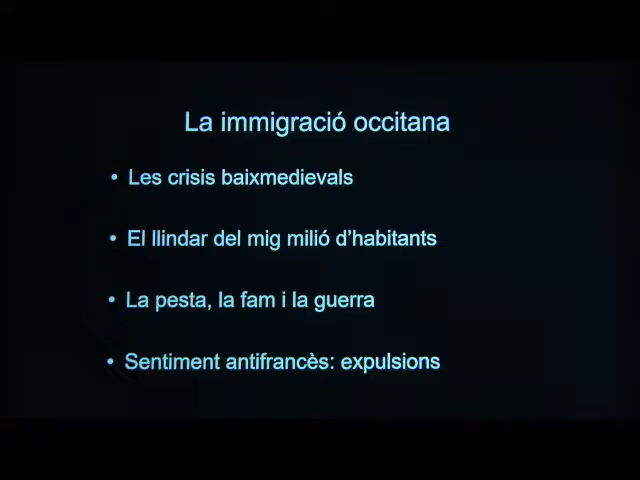 La immigració occitana
• Les crisis baixmedievals
• El llindar del mig milió d'habitants
• La pesta, la fam i la guerra
• Sentiment antifrancès: expulsions